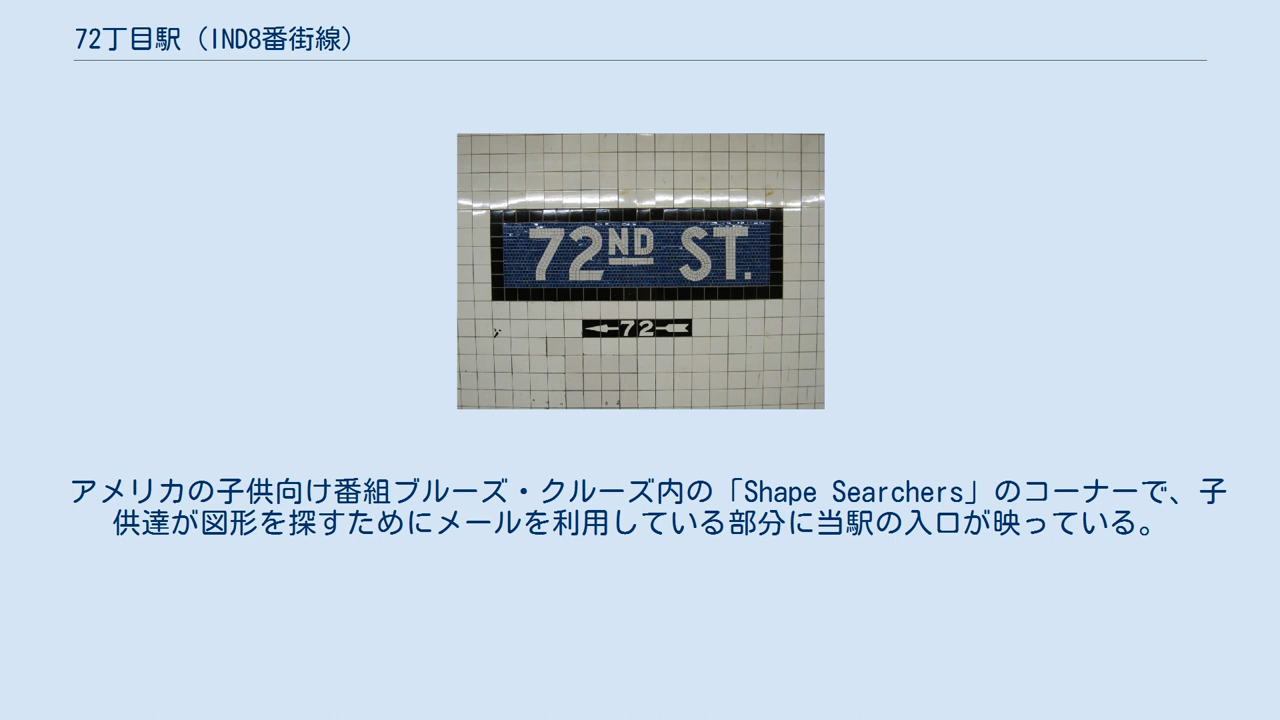 72丁目駅（IND8番街線）
72ND ST.
72
アメリカの子供向け番組ブルーズ・クルーズ内の「Shape Searchers」のコーナーで、子
供達が図形を探すためにメールを利用している部分に当駅の入口が映っている。